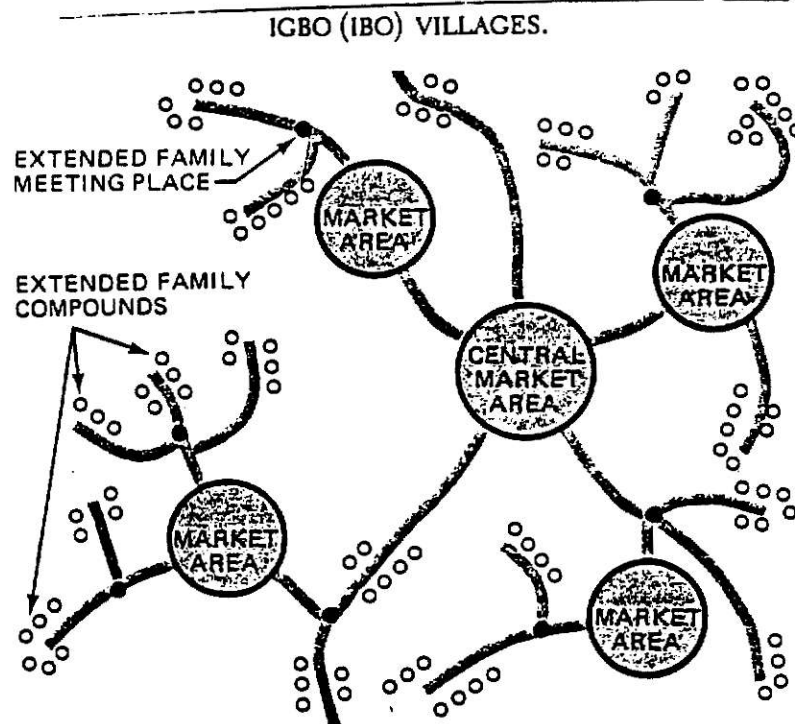 IGBO (IBO) VILLAGES.
EXTENDED FAMILY
MEETING PLACE
MARKET
AREA
MARKET
AREA
EXTENDED FAMILY
COMPOUNDS
CENTRAL
MARKET
AREA
MARKET
AREA
MARKET
AREA